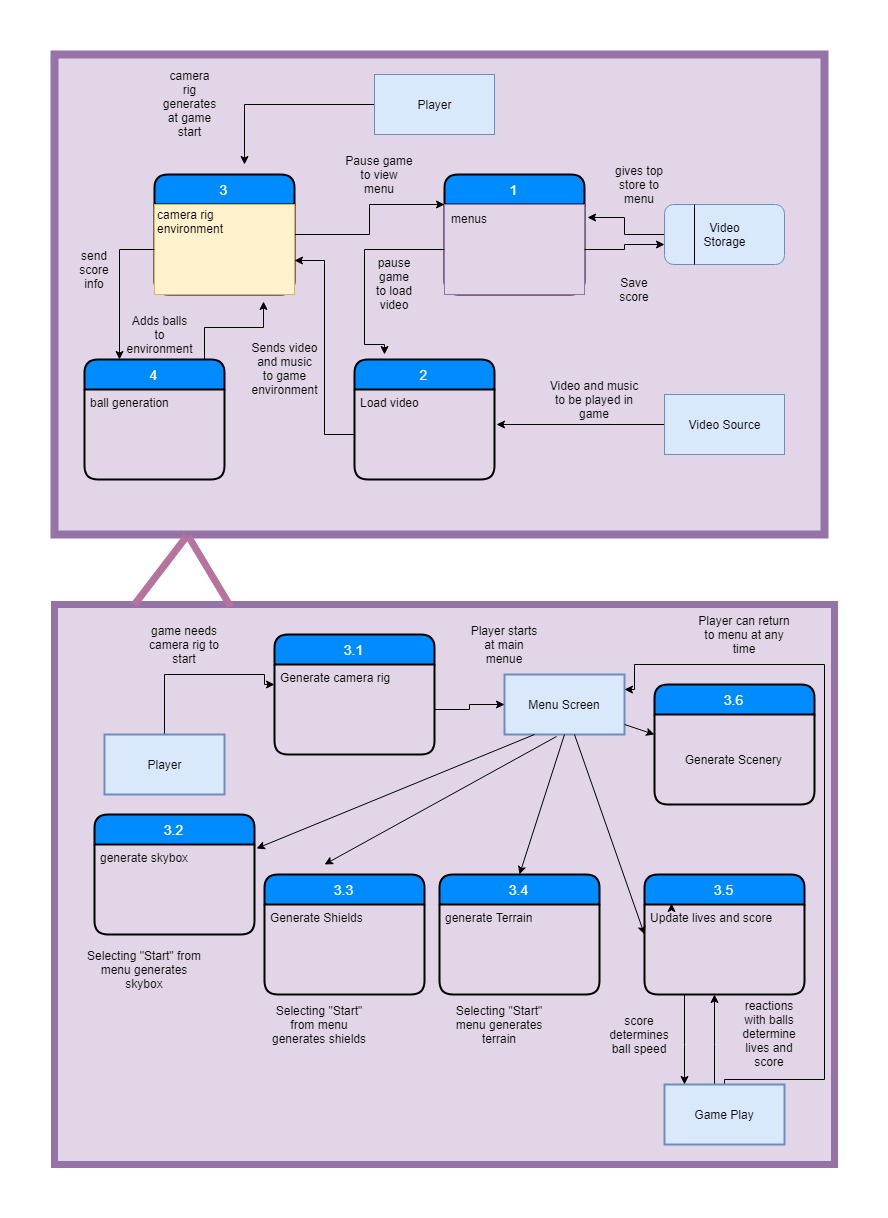 camera
rig
generates
at game
start
Player
Pause game
to view
menu
gives top
store to
menu
3
camera rig
environment
1
menus
Video
Storage
send
score
info
pause
game
to load
video
Save
score
Adds balls
to
environment
Sends video
and music
to game
environment
4
ball generation
2
Load video
Video and music
to be played in
game
Video Source
game needs
camera rig to
start
3.1
Generate camera rig
Player starts
at main
menue
Player can return
to menu at any
time
Menu Screen
3.6
Generate Scenery
Player
3.2
generate skybox
3.3
Generate Shields
3.4
generate Terrain
3.5
Update lives and score
Selecting "Start" from
menu generates
skybox
Selecting "Start"
from menu
generates shields
Selecting "Start"
menu generates
terrain
score
determines
ball speed
reactions
with balls
determine
lives and
score
Game Play